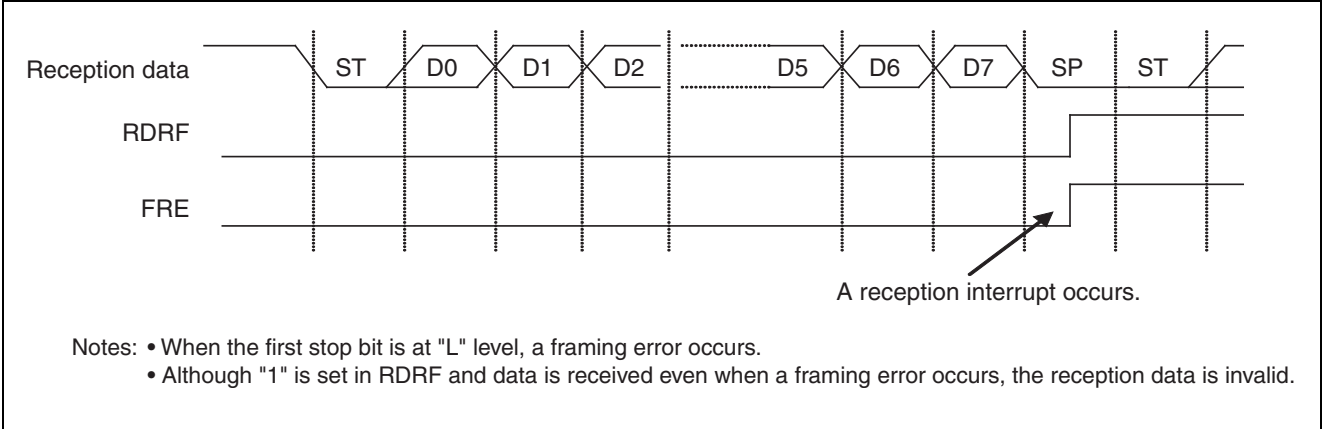 Reception data ST D0 D1 D2 D5 D6 D7 SP ST
RDRF
FRE
A reception interrupt occurs.
Notes: • When the first stop bit is at "L" level, a framing error occurs.
• Although "1" is set in RDRF and data is received even when a framing error occurs, the reception data is invalid.